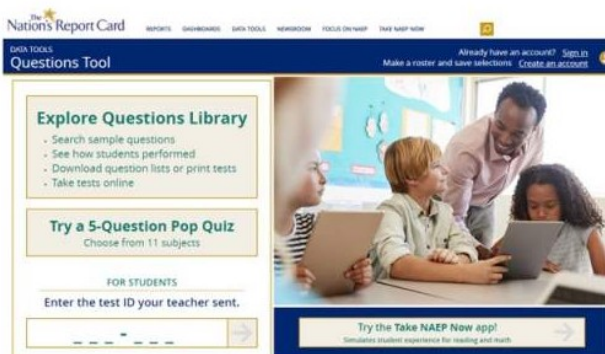 The
Nation's Report Card
REPORTS DASHBOARDS DATA TOOLS NEWSROOM FOCUS ON NAEP TAKE NAEP NOW
DATA TOOLS
Questions Tool
Already have an account? Sign in
Make a roster and save selections Create an account
Explore Questions Library
• Search sample questions
• See how students performed
• Download question lists or print tests
• Take tests online
Try a 5-Question Pop Quiz
Choose from 11 subjects
FOR STUDENTS
Enter the test ID your teacher sent.
_ _ _ - _ _ _
Try the Take NAEP Now app!
Simulates student experience for reading and math